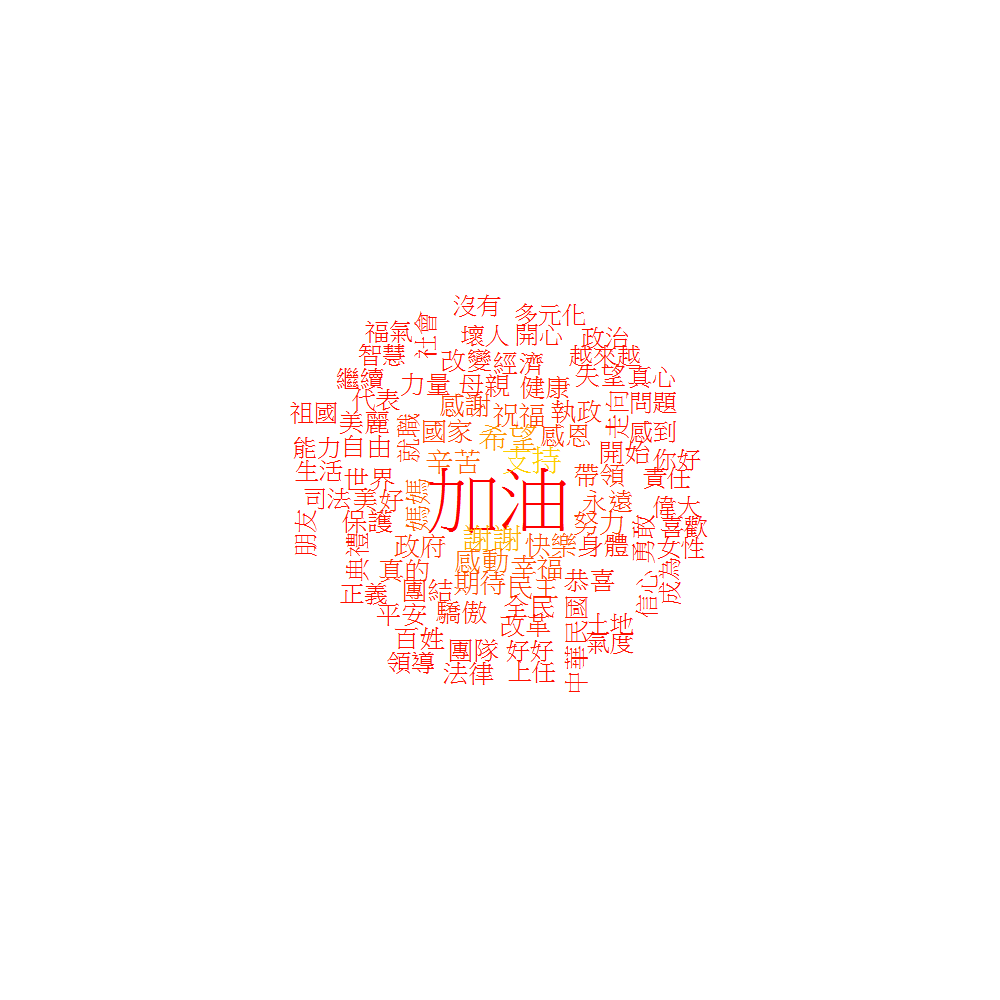 沒有
多元化
福氣
社會
壞人
開心
政治
智慧
改變
經濟
越來越
繼續
力量
母親
健康
失望
真心
代表
感謝
祝福
執政
走向
問題
祖國
美麗
就職
國家
希望
感恩
感到
能力
自由
辛苦
支持
開始
你好
生活
世界
帶領
責任
司法
美好
媽媽
加油
永遠
偉大
朋友
保護
謝謝
努力
勇敢
喜歡
典禮
政府
快樂
身體
女性
真的
感動
幸福
恭喜
成為
正義
團結
期待
民主
信心
平安
驕傲
全民
中華民國
土地
百姓
改革
氣度
領導
團隊
好好
法律
上任